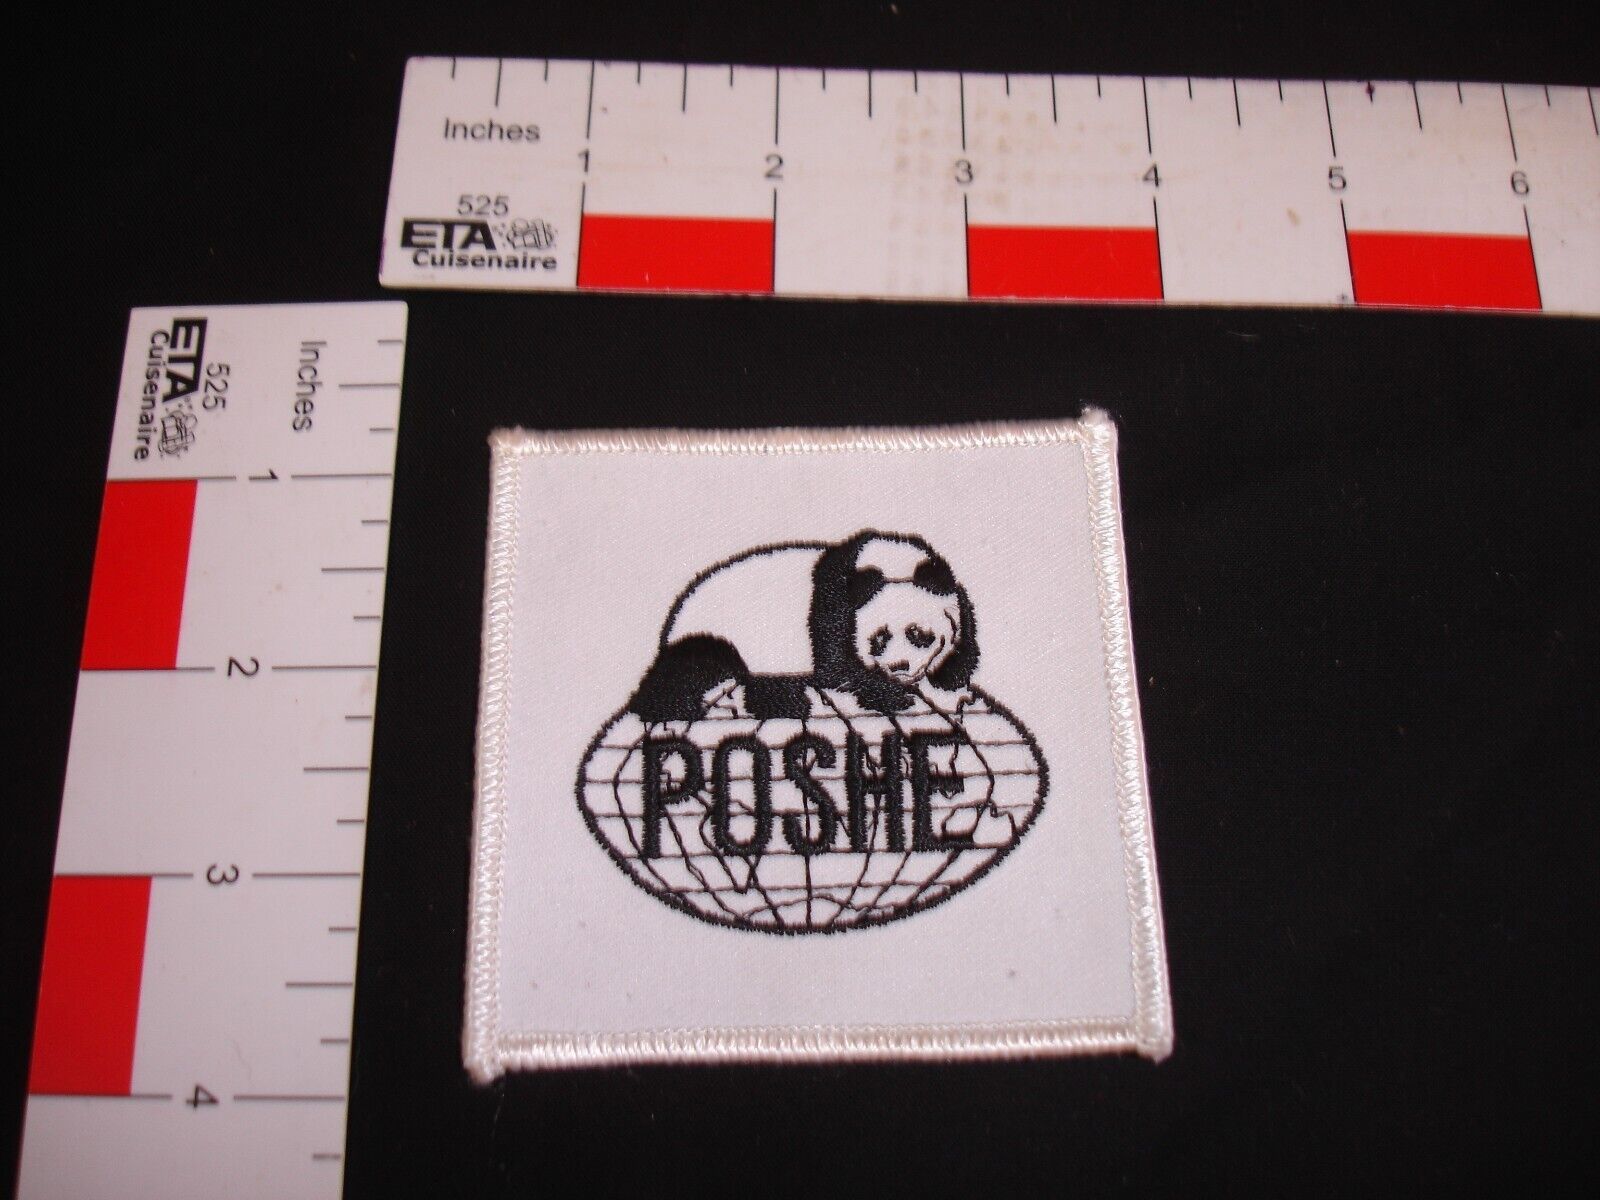 Inches
1 2 3 4 5 6
525
ETA
Cuisenaire
ETA
Cuisenaire
525
Inches
1
2
3
4
POSHE